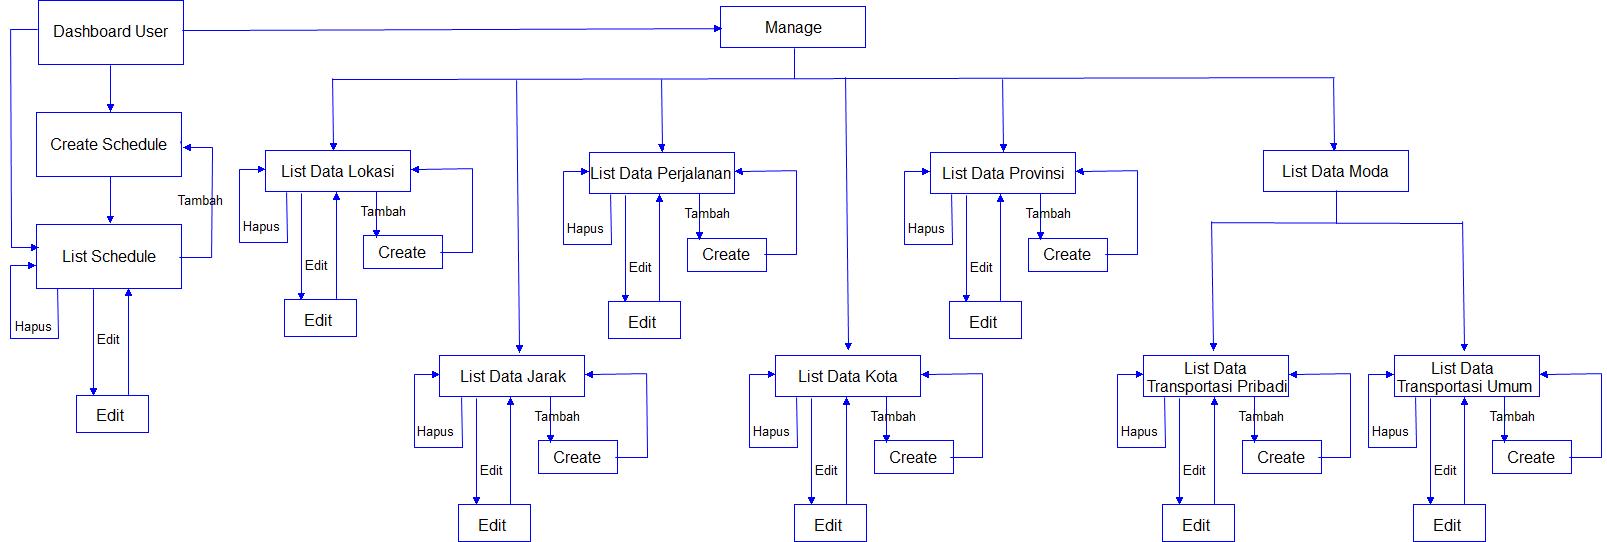 Dashboard User
Manage
Create Schedule
Tambah
List Schedule
Hapus
Edit
Edit
List Data Lokasi
Hapus
Tambah
Create
Edit
Edit
List Data Perjalanan
Hapus
Tambah
Create
Edit
Edit
List Data Provinsi
Hapus
Tambah
Create
Edit
Edit
List Data Moda
List Data Jarak
Hapus
Tambah
Create
Edit
Edit
List Data Kota
Hapus
Tambah
Create
Edit
Edit
List Data
Transportasi Pribadi
Hapus
Tambah
Create
Edit
Edit
List Data
Transportasi Umum
Hapus
Tambah
Create
Edit
Edit